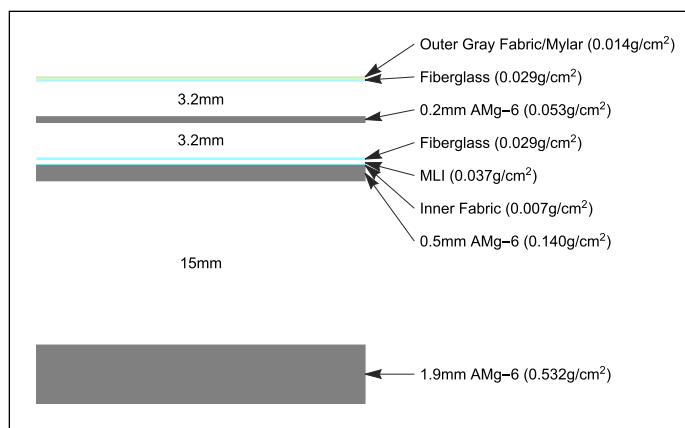 Outer Gray Fabric/Mylar (0.014g/cm²)
Fiberglass (0.029g/cm²)
3.2mm
0.2mm AMg–6 (0.053g/cm²)
3.2mm
Fiberglass (0.029g/cm²)
MLI (0.037g/cm²)
Inner Fabric (0.007g/cm²)
0.5mm AMg–6 (0.140g/cm²)
15mm
1.9mm AMg–6 (0.532g/cm²)